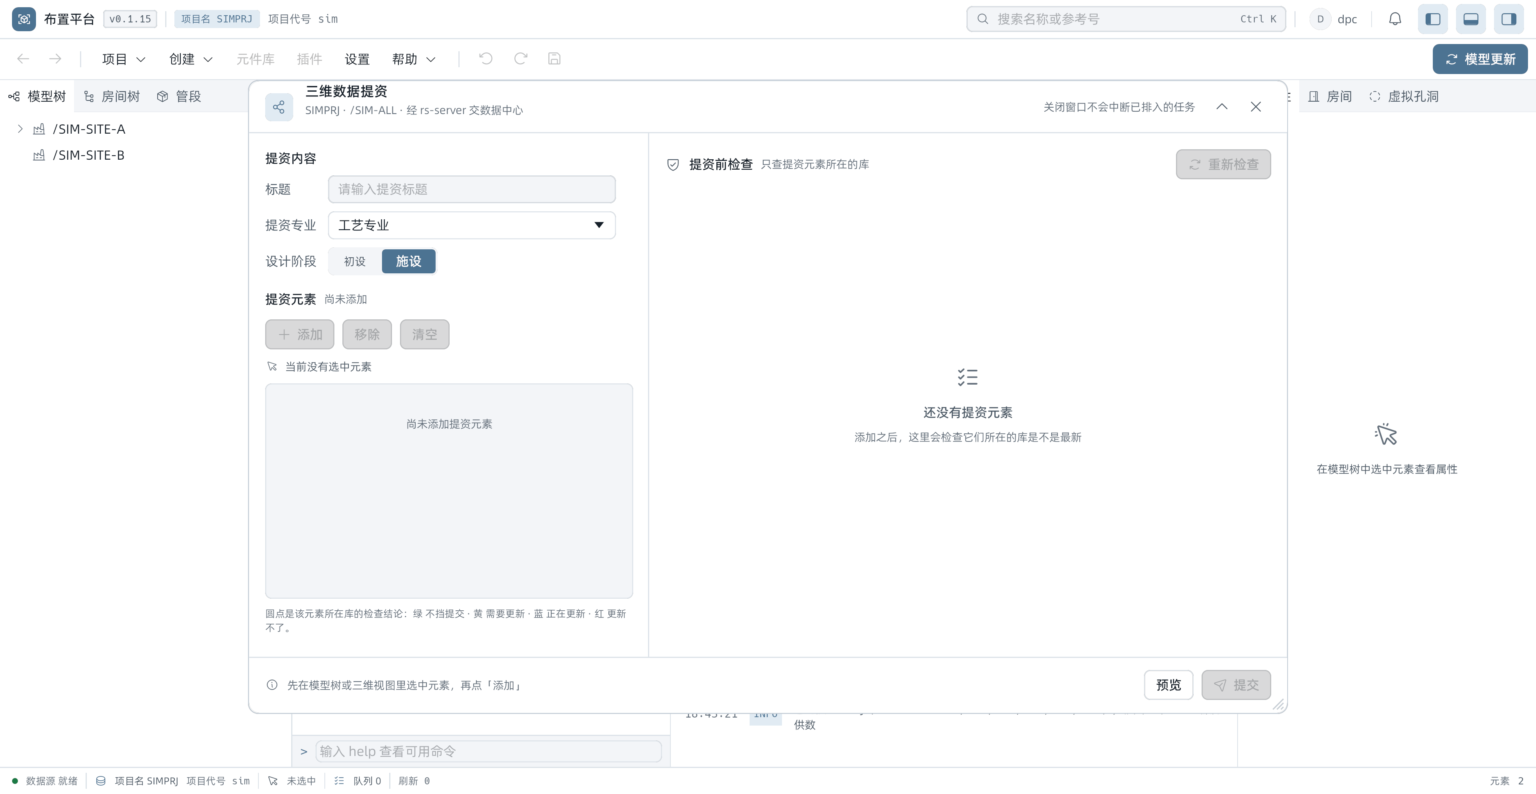 布置平台 v0.1.15 项目名 SIMPRJ 项目代号 sim 搜索名称或参考号 Ctrl K D dpc
项目 创建 元件库 插件 设置 帮助 模型更新
模型树 房间树 管段 房间 虚拟孔洞
/SIM-SITE-A
/SIM-SITE-B
三维数据提资
SIMPRJ · /SIM-ALL · 经 rs-server 交数据中心
关闭窗口不会中断已排入的任务
提资内容
标题 请输入提资标题
提资专业 工艺专业
设计阶段 初设 施设
提资元素 尚未添加
添加 移除 清空
当前没有选中元素
尚未添加提资元素
圆点是该元素所在库的检查结论：绿 不挡提交 · 黄 需要更新 · 蓝 正在更新 · 红 更新
不了。
提资前检查 只查提资元素所在的库 重新检查
还没有提资元素
添加之后，这里会检查它们所在的库是不是最新
先在模型树或三维视图里选中元素，再点「添加」
预览 提交
在模型树中选中元素查看属性
供数
> 输入 help 查看可用命令
数据源 就绪 项目名 SIMPRJ 项目代号 sim 未选中 队列 0 刷新 0 元素 2